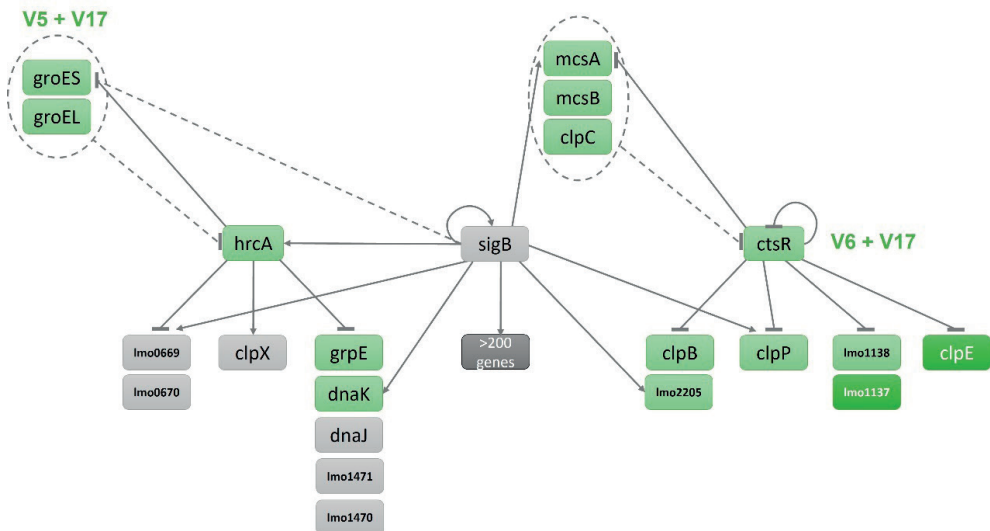 V5 + V17
groES
groEL
mcsA
mcsB
clpC
hrcA
sigB
ctsR
V6 + V17
lmo0669
lmo0670
clpX
grpE
dnaK
dnaJ
lmo1471
lmo1470
>200
genes
clpB
lmo2205
clpP
lmo1138
lmo1137
clpE